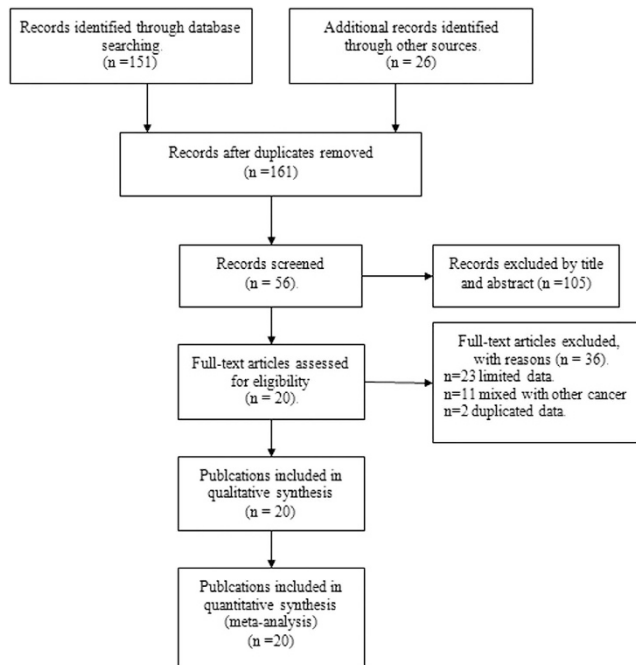 Records identified through database
searching.
(n =151)
Additional records identified
through other sources.
(n = 26)
Records after duplicates removed
(n =161)
Records screened
(n = 56).
Records excluded by title
and abstract (n =105)
Full-text articles assessed
for eligibility
(n = 20).
Full-text articles excluded,
with reasons (n = 36).
n=23 limited data.
n=11 mixed with other cancer
n=2 duplicated data.
Publcations included in
qualitative synthesis
(n = 20)
Publcations included in
quantitative synthesis
(meta-analysis)
(n =20)